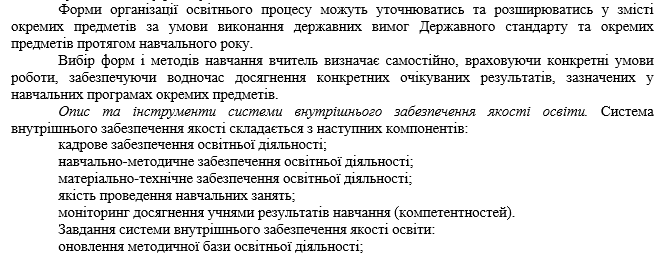 Форми організації освітнього процесу можуть уточнюватись та розширюватись у змісті
окремих предметів за умови виконання державних вимог Державного стандарту та окремих
предметів протягом навчального року.
Вибір форм і методів навчання вчитель визначає самостійно, враховуючи конкретні умови
роботи, забезпечуючи водночас досягнення конкретних очікуваних результатів, зазначених у
навчальних програмах окремих предметів.
Опис та інструменти системи внутрішнього забезпечення якості освіти. Система
внутрішнього забезпечення якості складається з наступних компонентів:
кадрове забезпечення освітньої діяльності;
навчально-методичне забезпечення освітньої діяльності;
матеріально-технічне забезпечення освітньої діяльності;
якість проведення навчальних занять;
моніторинг досягнення учнями результатів навчання (компетентностей).
Завдання системи внутрішнього забезпечення якості освіти:
оновлення методичної бази освітньої діяльності;